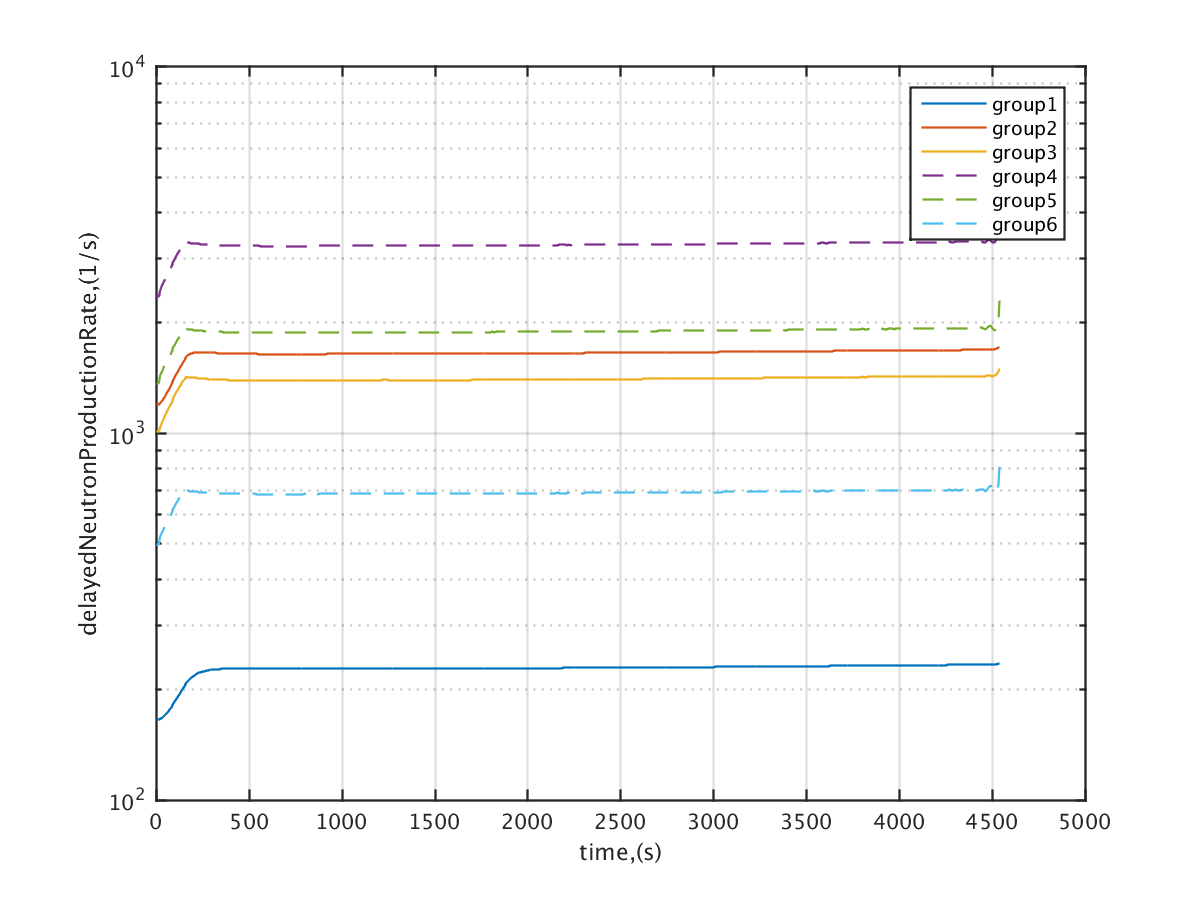 10^4
10^3
10^2
delayedNeutronProductionRate,(1/s)
group1
group2
group3
group4
group5
group6
0 500 1000 1500 2000 2500 3000 3500 4000 4500 5000
time,(s)